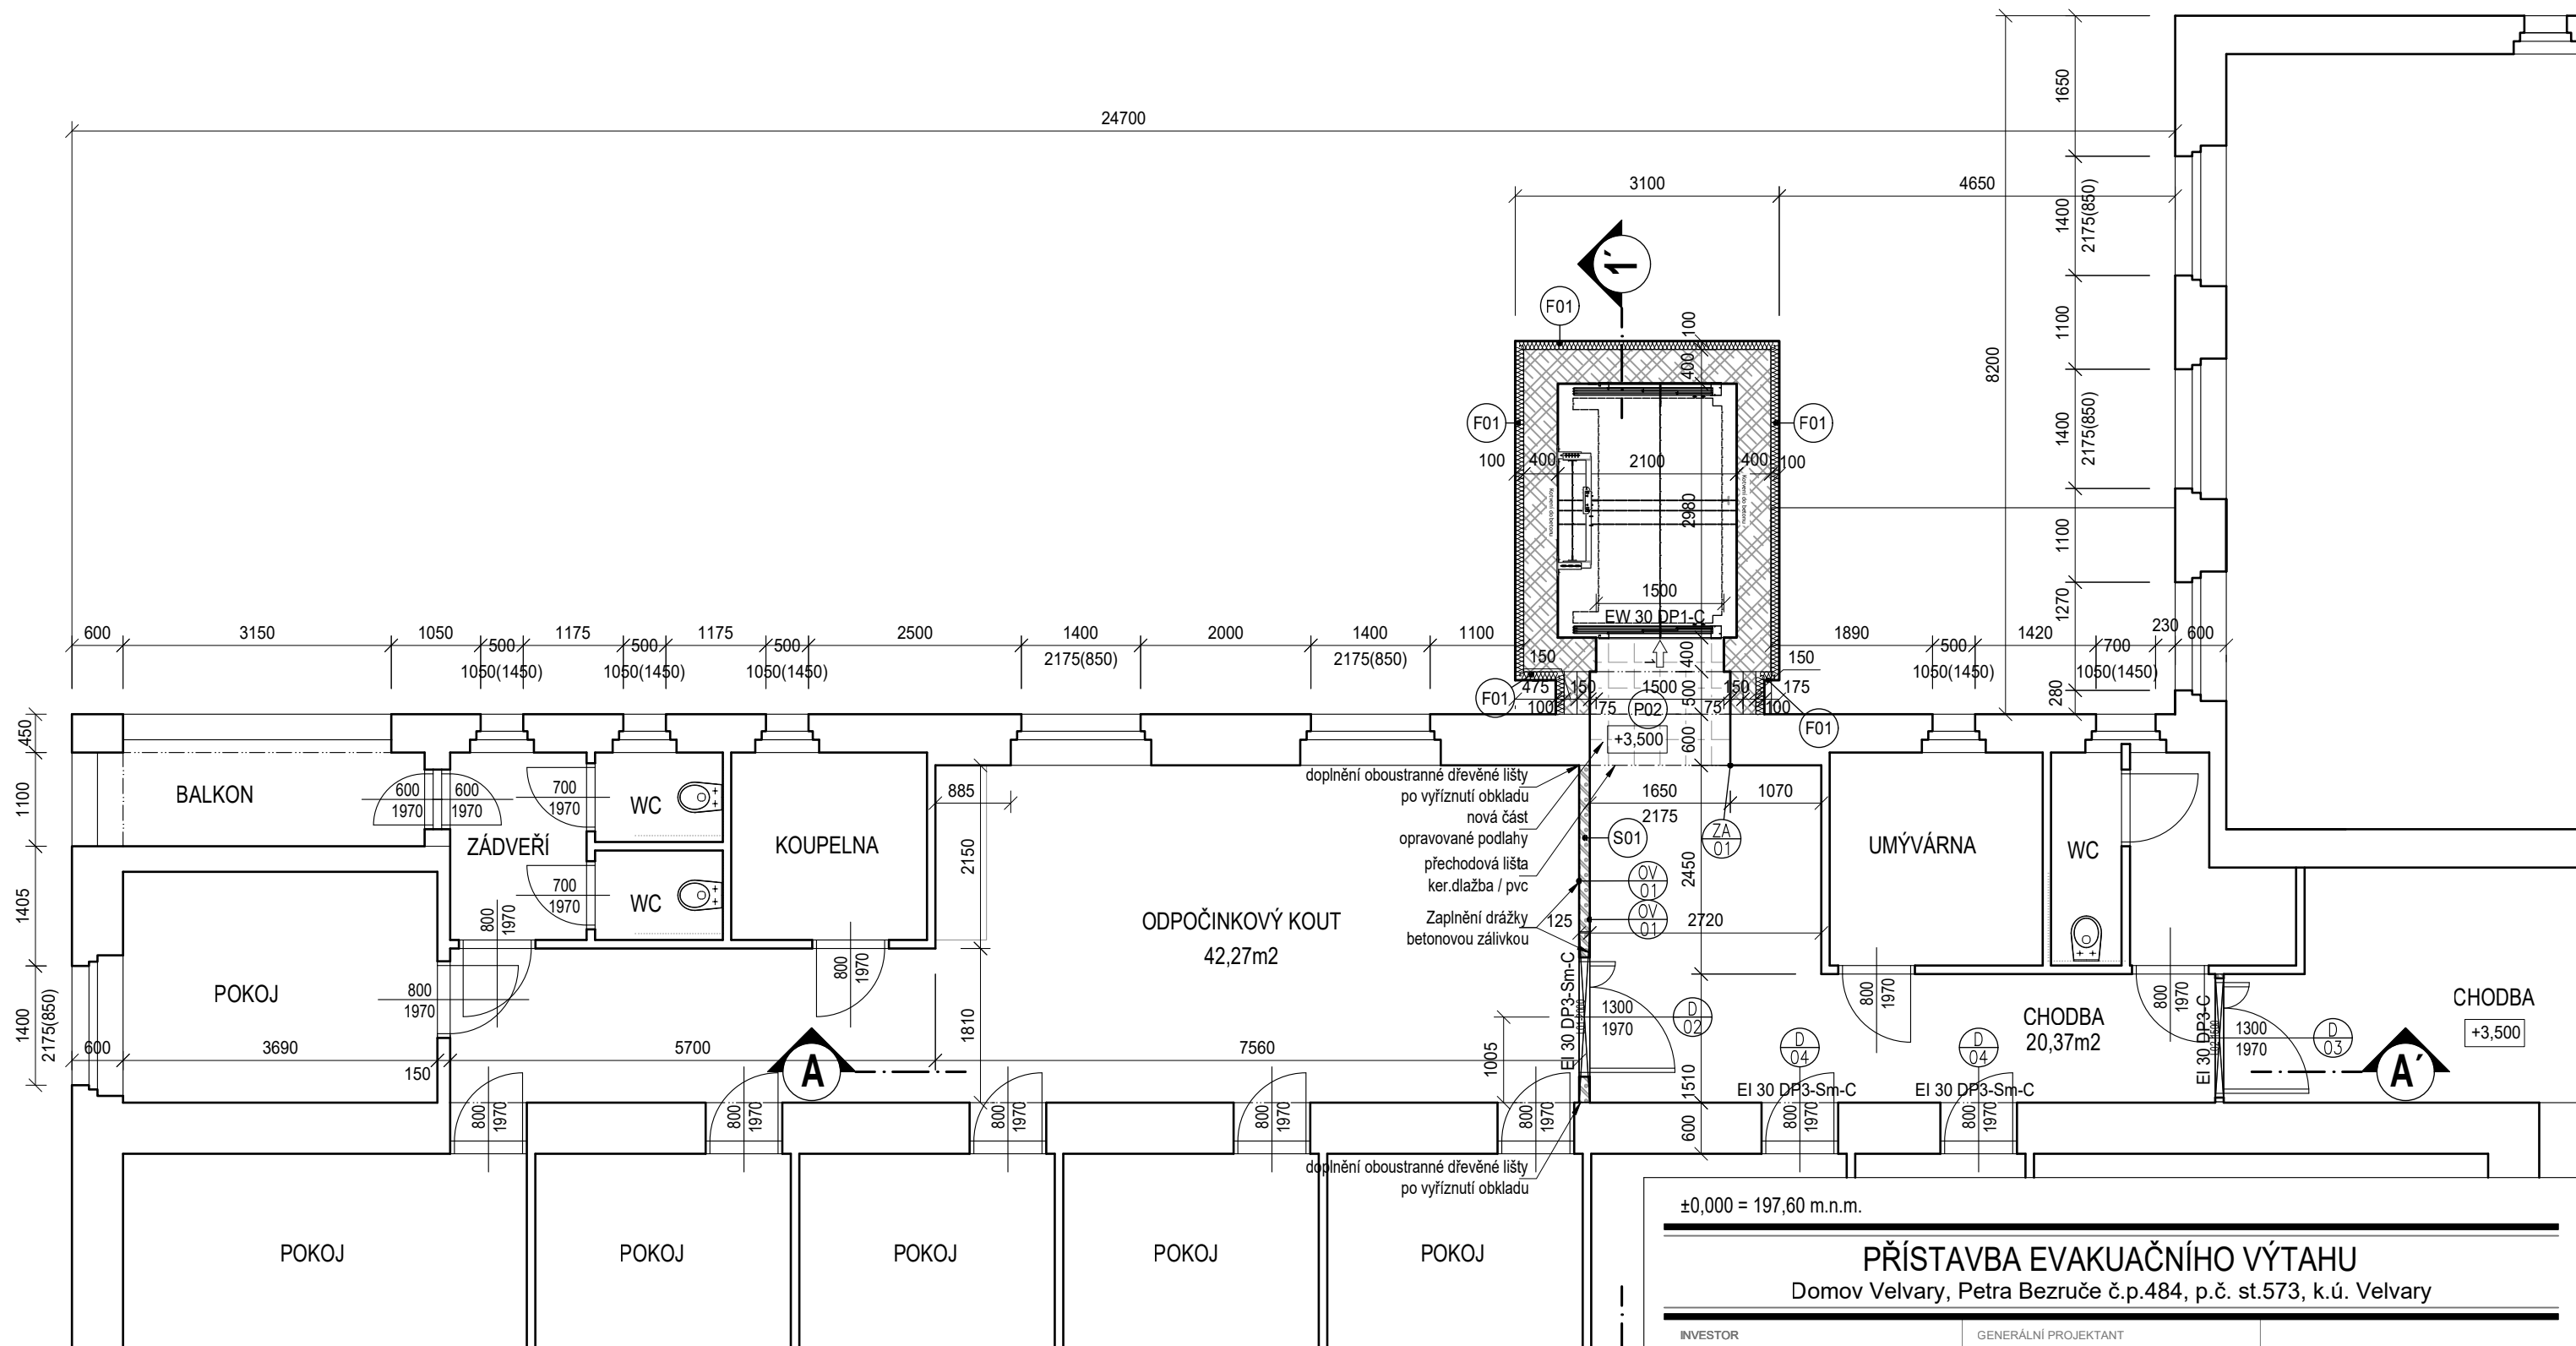 24700
3100
4650
8200
1650
1400
2175(850)
1100
1400
2175(850)
1100
1270
280
1´
F01
F01
F01
100
400
100
400
2100
400
100
2980
1500
EW 30 DP1-C
600
3150
1050
500
1050(1450)
1175
500
1050(1450)
1175
500
1050(1450)
2500
1400
2175(850)
2000
1400
2175(850)
1100
1890
500
1050(1450)
1420
700
1050(1450)
230
600
150
400
1
150
475
150
1500
150
175
F01
100
75
P02
75
100
500
F01
+3,500
600
450
1100
1405
1400
2175(850)
BALKON
600
1970
600
1970
ZÁDVEŘÍ
700
1970
WC
700
1970
WC
KOUPELNA
885
2150
doplnění oboustranné dřevěné lišty
po vyříznutí obkladu
nová část
opravované podlahy
přechodová lišta
ker.dlažba / pvc
Zaplnění drážky
betonovou zálivkou
1650
2175
1070
S01
ZA
01
OV
01
OV
01
2450
125
2720
UMÝVÁRNA
WC
ODPOČINKOVÝ KOUT
42,27m2
POKOJ
800
1970
800
1970
800
1970
1810
EI 30 DP3-Sm-C
1300
1970
D
02
800
1970
800
1970
CHODBA
20,37m2
EI 30 DP3-C
1300
1970
D
03
CHODBA
+3,500
600
3690
150
5700
A
7560
1005
1510
D
04
D
04
EI 30 DP3-Sm-C
EI 30 DP3-Sm-C
A´
800
1970
800
1970
800
1970
800
1970
800
1970
600
800
1970
800
1970
doplnění oboustranné dřevěné lišty
po vyříznutí obkladu
POKOJ
POKOJ
POKOJ
POKOJ
POKOJ
±0,000 = 197,60 m.n.m.
PŘÍSTAVBA EVAKUAČNÍHO VÝTAHU
Domov Velvary, Petra Bezruče č.p.484, p.č. st.573, k.ú. Velvary
INVESTOR
GENERÁLNÍ PROJEKTANT